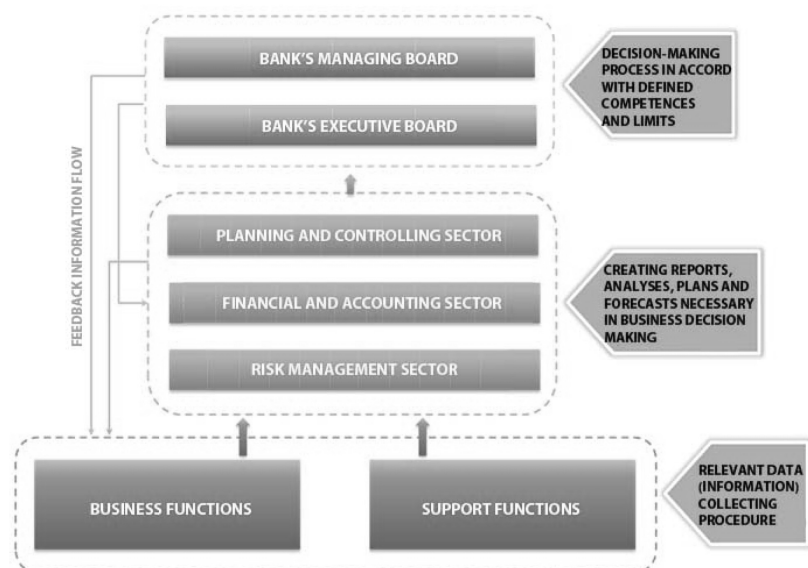 BANK'S MANAGING BOARD
BANK'S EXECUTIVE BOARD
DECISION-MAKING
PROCESS IN ACCORD
WITH DEFINED
COMPETENCES
AND LIMITS
FEEDBACK INFORMATION FLOW
PLANNING AND CONTROLLING SECTOR
FINANCIAL AND ACCOUNTING SECTOR
RISK MANAGEMENT SECTOR
CREATING REPORTS,
ANALYSES, PLANS AND
FORECASTS NECESSARY
IN BUSINESS DECISION
MAKING
BUSINESS FUNCTIONS
SUPPORT FUNCTIONS
RELEVANT DATA
(INFORMATION)
COLLECTING
PROCEDURE